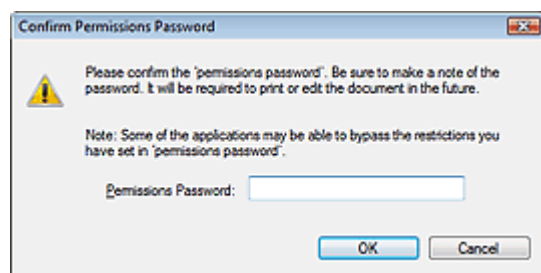 Confirm Permissions Password
Please confirm the 'permissions password'. Be sure to make a note of the
password. It will be required to print or edit the document in the future.
Note: Some of the applications may be able to bypass the restrictions you
have set in 'permissions password'.
Permissions Password:
OK Cancel